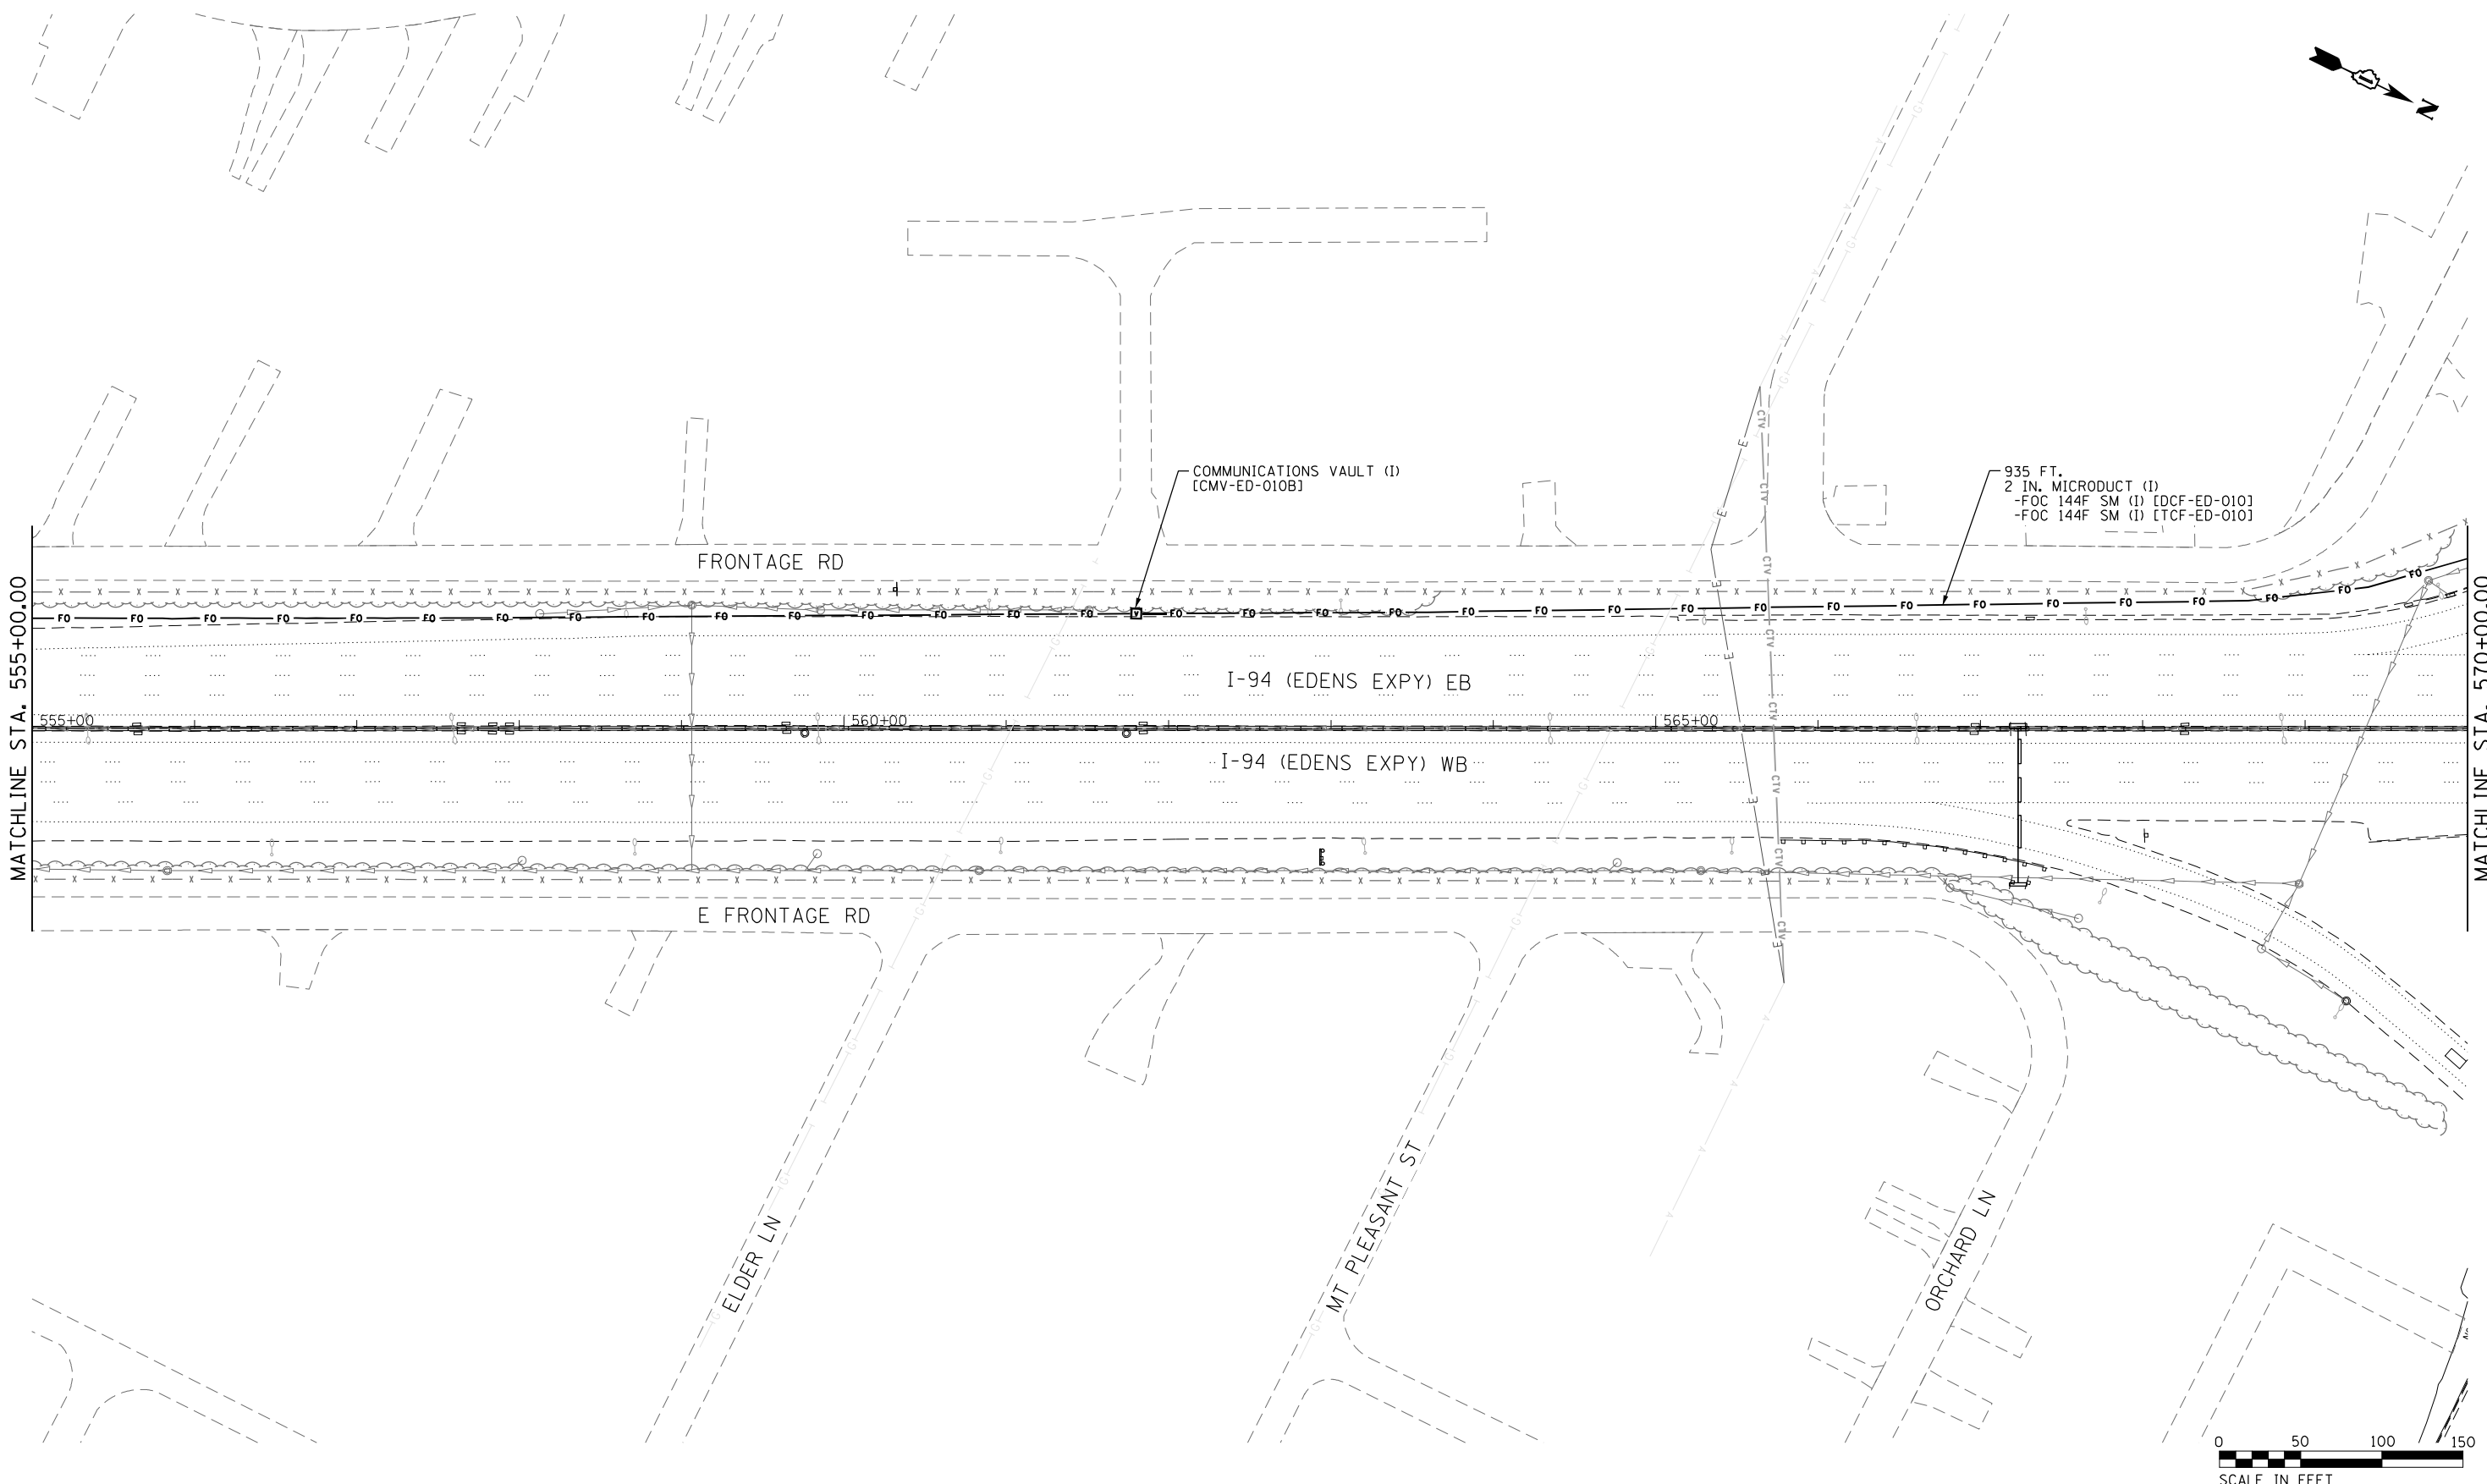 N
COMMUNICATIONS VAULT (I)
[CMV-ED-010B]
935 FT.
2 IN. MICRODUCT (I)
-FOC 144F SM (I) [DCF-ED-010]
-FOC 144F SM (I) [TCF-ED-010]
FRONTAGE RD
MATCHLINE STA. 555+00.00
MATCHLINE STA. 570+00.00
I-94 (EDENS EXPY) EB
555+00
560+00
565+00
I-94 (EDENS EXPY) WB
E FRONTAGE RD
ELDER LN
MT PLEASANT ST
ORCHARD LN
0 50 100 150
SCALE IN FEET